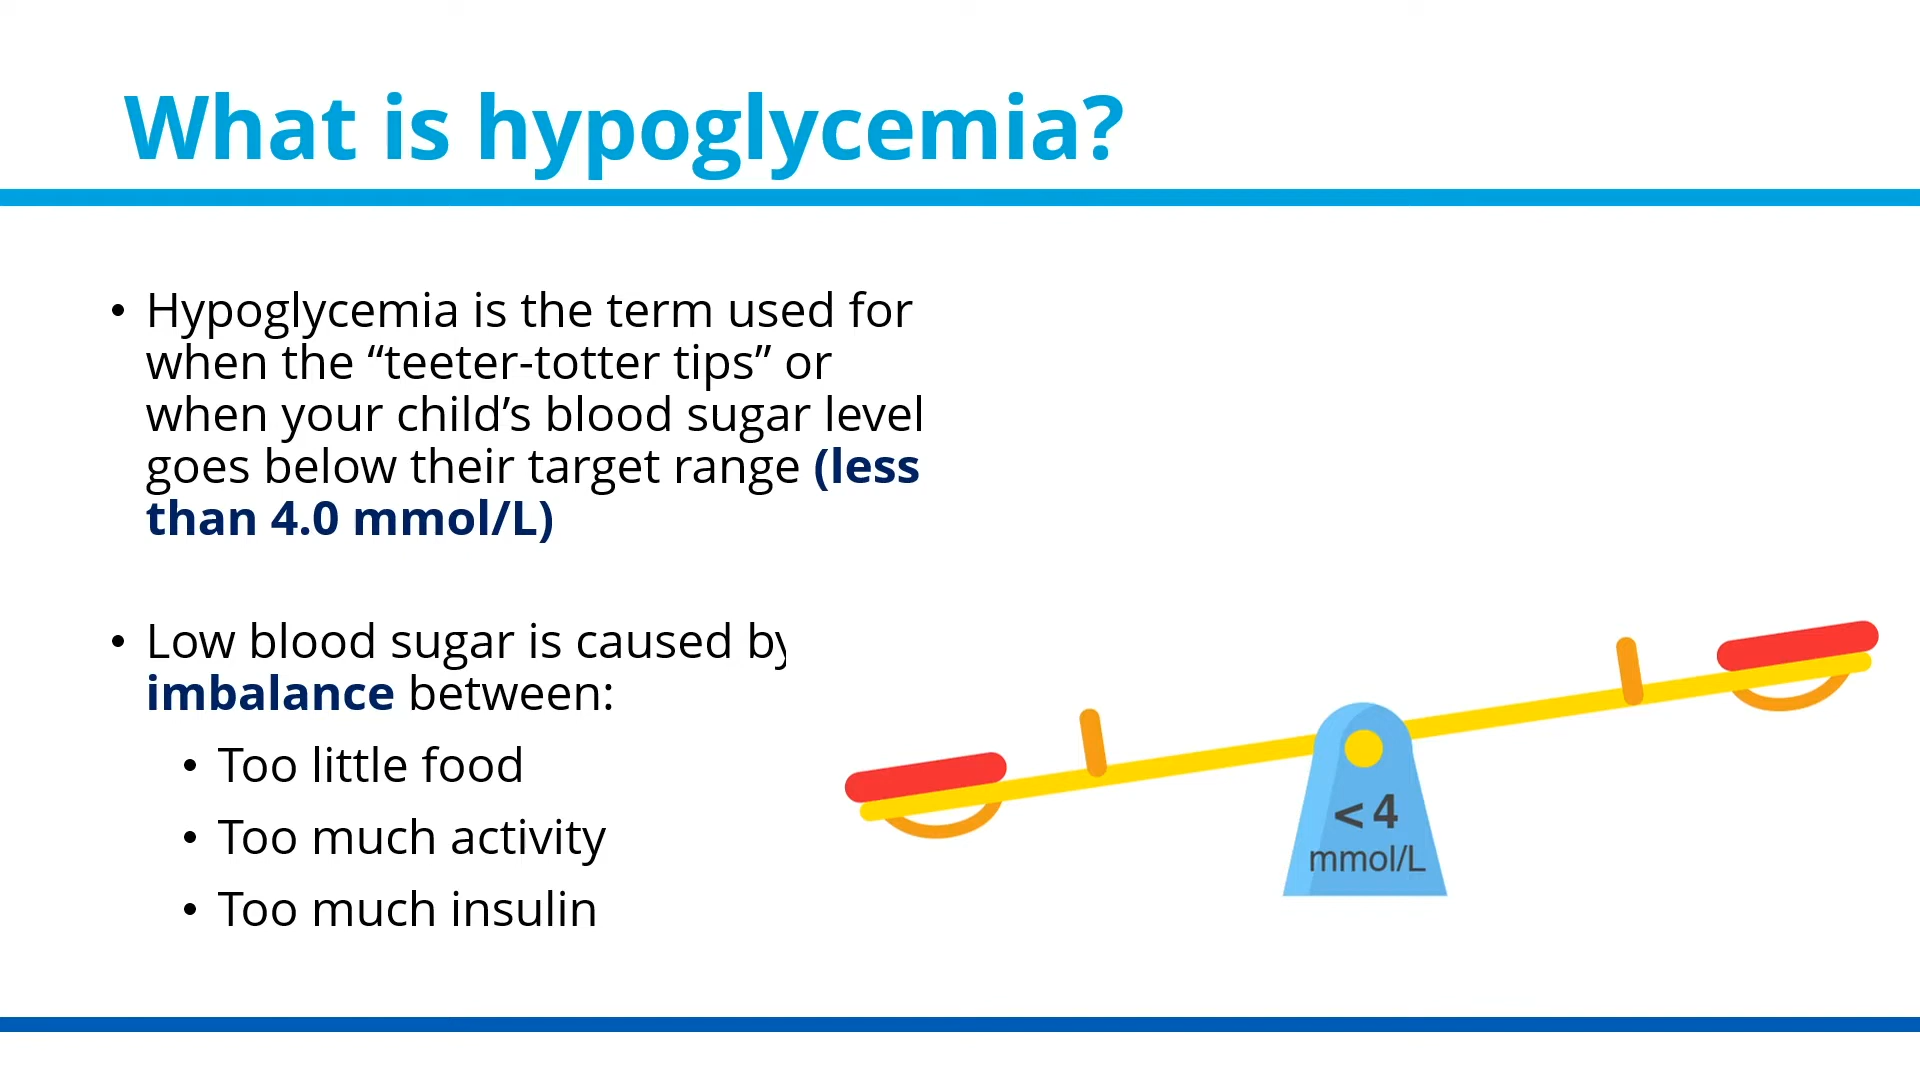 What is hypoglycemia?
• Hypoglycemia is the term used for
when the “teeter-totter tips” or
when your child’s blood sugar level
goes below their target range (less
than 4.0 mmol/L)
• Low blood sugar is caused by
imbalance between:
• Too little food
• Too much activity
• Too much insulin
< 4
mmol/L